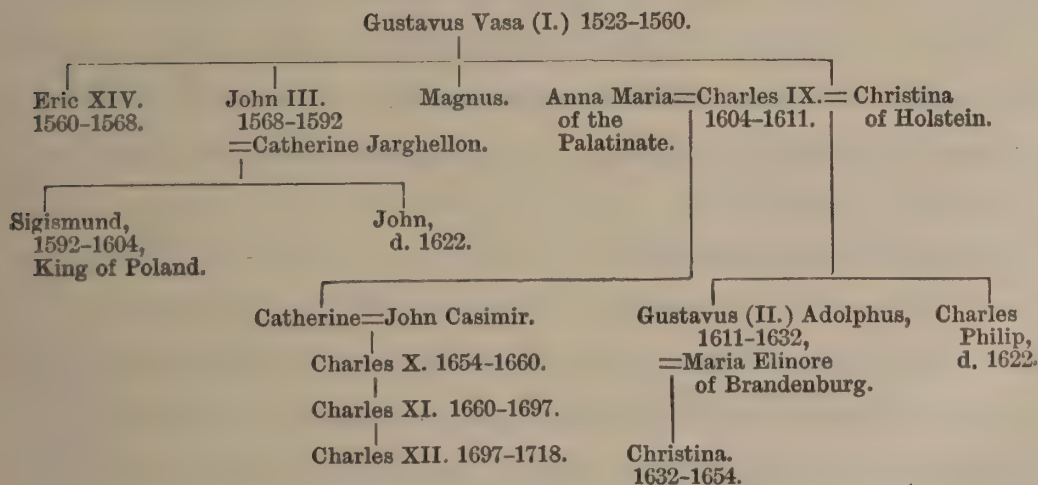 Gustavus Vasa (I.) 1523–1560.
Eric XIV.
1560–1568.
John III.
1568–1592
=Catherine Jarghellon.
Magnus.
Anna Maria=Charles IX.= Christina
of the
Palatinate.
1604–1611.
of Holstein.
Sigismund,
1592–1604,
King of Poland.
John,
d. 1622.
Catherine=John Casimir.
Charles X. 1654–1660.
Charles XI. 1660–1697.
Charles XII. 1697–1718.
Gustavus (II.) Adolphus,
1611–1632,
=Maria Elinore
of Brandenburg.
Charles
Philip,
d. 1622.
Christina.
1632–1654.